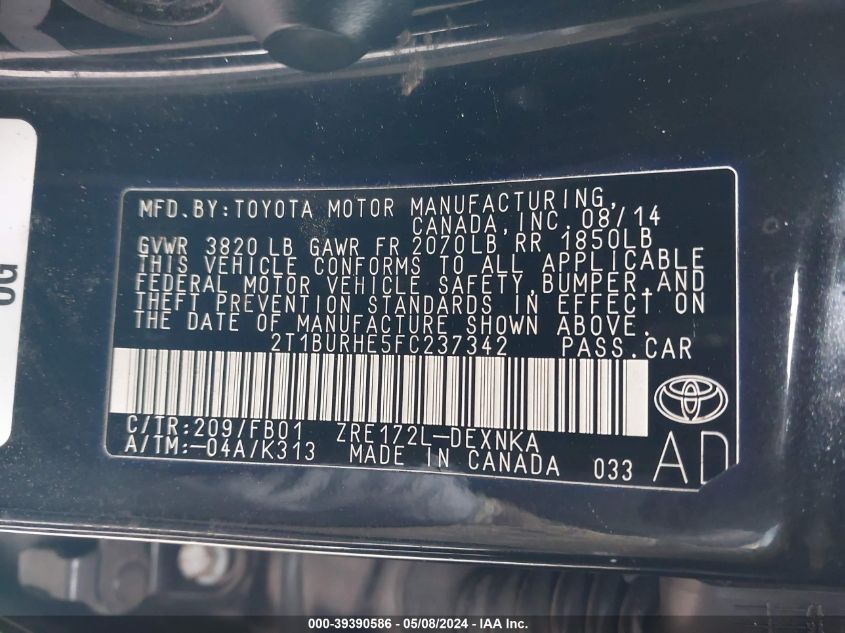 MFD.BY:TOYOTA MOTOR MANUFACTURING,
CANADA,INC. 08/14
GVWR 3820 LB GAWR FR 2070LB RR 1850LB
THIS VEHICLE CONFORMS TO ALL APPLICABLE
FEDERAL MOTOR VEHICLE SAFETY,BUMPER,AND
THEFT PREVENTION STANDARDS IN EFFECT ON
THE DATE OF MANUFACTURE SHOWN ABOVE.
2T1BURHE5FC237342 PASS.CAR
C/TR:209/FB01 ZRE172L-DEXNKA
A/TM:-04A/K313 MADE IN CANADA 033 AD
000-39390586 - 05/08/2024 - IAA Inc.